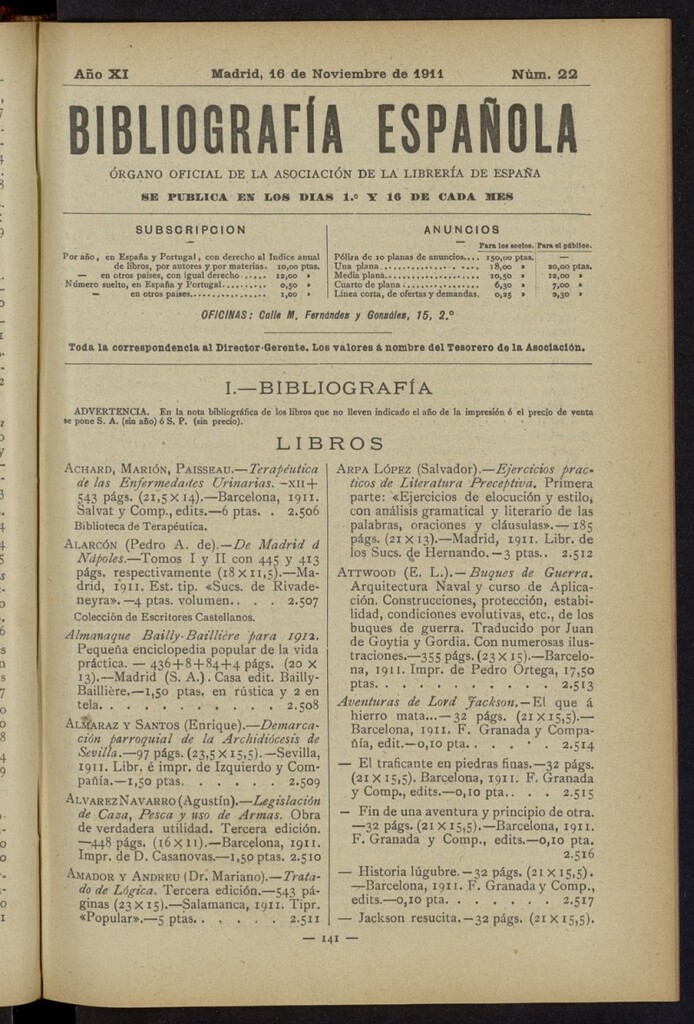 Año XI
Madrid, 16 de Noviembre de 1911
Núm. 22
BIBLIOGRAFÍA ESPAÑOLA
ÓRGANO OFICIAL DE LA ASOCIACIÓN DE LA LIBRERÍA DE ESPAÑA
SE PUBLICA EN LOS DIAS 1.º Y 16 DE CADA MES
SUBSCRIPCION
Por año, en España y Portugal, con derecho al Indice anual
de libros, por autores y por materias. 10,00 ptas.
— en otros países, con igual derecho...... 12,00 »
Número suelto, en España y Portugal........ 0,50 »
— en otros países................. 1,00 »
ANUNCIOS
Para los socios. Para el público.
Póliza de 10 planas de anuncios.... 150,00 ptas. —
Una plana...................... 18,00 » 20,00 ptas.
Media plana.................... 10,50 » 12,00 »
Cuarto de plana................. 6,30 » 7,00 »
Línea corta, de ofertas y demandas. 0,25 » 2,30 »
OFICINAS: Calle M. Fernández y González, 15, 2.º
Toda la correspondencia al Director-Gerente. Los valores á nombre del Tesorero de la Asociación.
I.—BIBLIOGRAFÍA
ADVERTENCIA. En la nota bibliográfica de los libros que no lleven indicado el año de la impresión ó el precio de venta
se pone S. A. (sin año) ó S. P. (sin precio).
LIBROS
ACHARD, MARIÓN, PAISSEAU.—Terapéutica
de las Enfermedades Urinarias. -XII+
543 págs. (21,5 X 14).—Barcelona, 1911.
Salvat y Comp., edits.—6 ptas. . 2.506
Biblioteca de Terapéutica.
ALARCÓN (Pedro A. de).—De Madrid á
Nápoles.—Tomos I y II con 445 y 413
págs. respectivamente (18 X 11,5).—Ma-
drid, 1911. Est. tip. «Sucs. de Rivade-
neyra».—4 ptas. volumen.. . . 2.507
Colección de Escritores Castellanos.
Almanaque Bailly-Baillière para 1912.
Pequeña enciclopedia popular de la vida
práctica. — 436+8+84+4 págs. (20 X
13).—Madrid (S. A.). Casa edit. Bailly-
Baillière.—1,50 ptas. en rústica y 2 en
tela. . . . . . . . . . 2.508
ALMARAZ Y SANTOS (Enrique).—Demarca-
ción parroquial de la Archidiócesis de
Sevilla.—97 págs. (23,5 X 15,5).—Sevilla,
1911. Libr. é impr. de Izquierdo y Com-
pañía.—1,50 ptas. . . . . . 2.509
ALVAREZ NAVARRO (Agustín).—Legislación
de Caza, Pesca y uso de Armas. Obra
de verdadera utilidad. Tercera edición.
—448 págs. (16 X 11).—Barcelona, 1911.
Impr. de D. Casanovas.—1,50 ptas. 2.510
AMADOR Y ANDREU (Dr. Mariano).—Trata-
do de Lógica. Tercera edición.—543 pá-
ginas (23 X 15).—Salamanca, 1911. Tipr.
«Popular».—5 ptas. . . . . . 2.511
ARPA LÓPEZ (Salvador).—Ejercicios prac-
ticos de Literatura Preceptiva. Primera
parte: «Ejercicios de elocución y estilo,
con análisis gramatical y literario de las
palabras, oraciones y cláusulas».— 185
págs. (21 X 13).—Madrid, 1911. Libr. de
los Sucs. de Hernando.—3 ptas.. 2.512
ATTWOOD (E. L.).—Buques de Guerra.
Arquitectura Naval y curso de Aplica-
ción. Construcciones, protección, estabi-
lidad, condiciones evolutivas, etc., de
los buques de guerra. Traducido por Juan
de Goytia y Gordia. Con numerosas ilus-
traciones.—355 págs. (23 X 15).—Barcelo-
na, 1911. Impr. de Pedro Ortega, 17,50
ptas. . . . . . . . . . 2.513
Aventuras de Lord Jackson.—El que á
hierro mata...—32 págs. (21 X 15,5).—
Barcelona, 1911. F. Granada y Compa-
ñía, edit.—0,10 pta. . . . . . 2.514
— El traficante en piedras finas.—32 págs.
(21 X 15,5). Barcelona, 1911. F. Granada
y Comp., edits.—0,10 pta.. . . 2.515
— Fin de una aventura y principio de otra.
—32 págs. (21 X 15,5).—Barcelona, 1911.
F. Granada y Comp., edits.—0,10 pta.
2.516
— Historia lúgubre.—32 págs. (21 X 15,5).
—Barcelona, 1911. F. Granada y Comp.,
edits.—0,10 pta. . . . . . . 2.517
— Jackson resucita.—32 págs. (21 X 15,5).
— 141 —